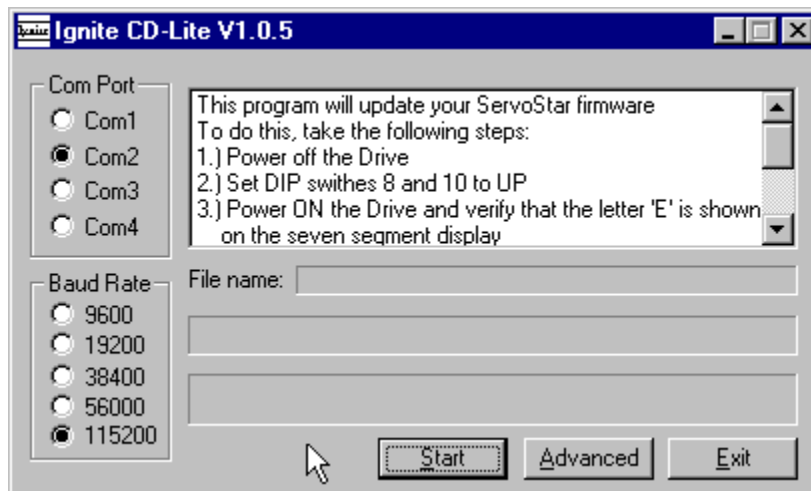 Ignite CD-Lite V1.0.5
Com Port
Com1
Com2
Com3
Com4
This program will update your ServoStar firmware
To do this, take the following steps:
1.) Power off the Drive
2.) Set DIP swithes 8 and 10 to UP
3.) Power ON the Drive and verify that the letter 'E' is shown
on the seven segment display
Baud Rate
9600
19200
38400
56000
115200
File name:
Start
Advanced
Exit